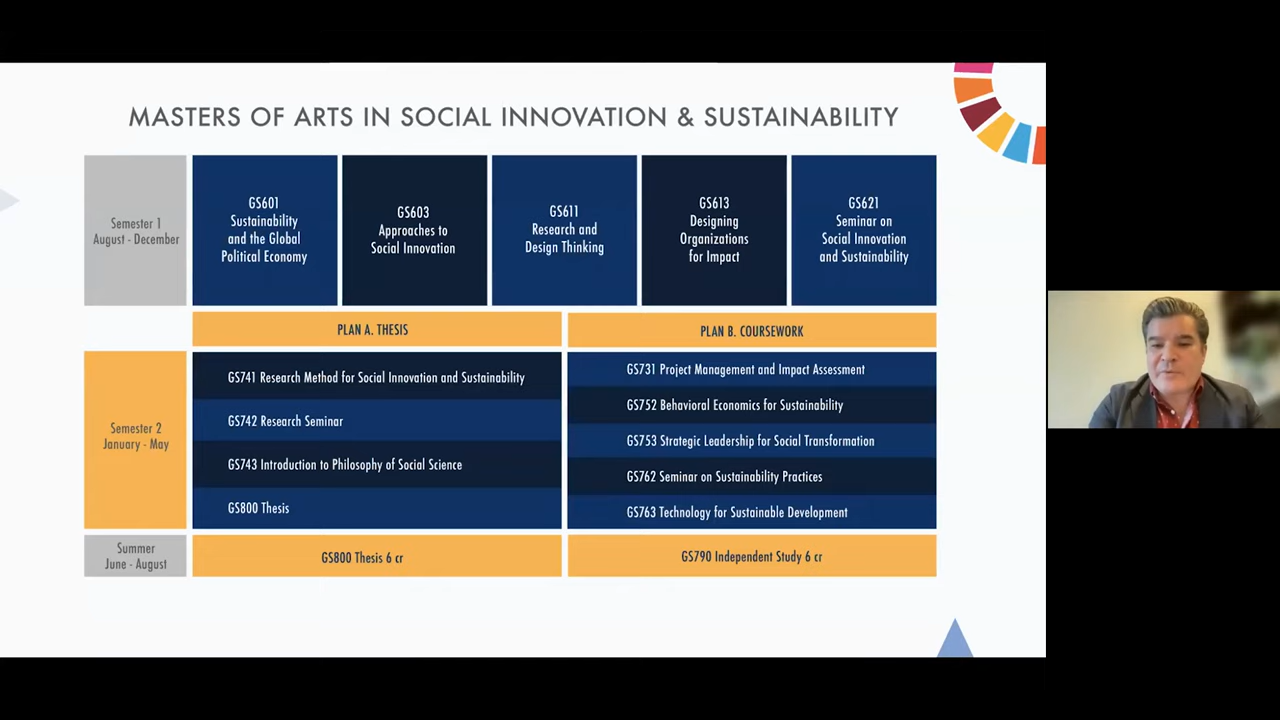 MASTERS OF ARTS IN SOCIAL INNOVATION & SUSTAINABILITY
Semester 1
August - December
GS601
Sustainability
and the Global
Political Economy
GS603
Approaches to
Social Innovation
GS611
Research and
Design Thinking
GS613
Designing
Organizations
for Impact
GS621
Seminar on
Social Innovation
and Sustainability
PLAN A. THESIS
PLAN B. COURSEWORK
Semester 2
January - May
GS741 Research Method for Social Innovation and Sustainability
GS742 Research Seminar
GS743 Introduction to Philosophy of Social Science
GS800 Thesis
GS731 Project Management and Impact Assessment
GS752 Behavioral Economics for Sustainability
GS753 Strategic Leadership for Social Transformation
GS762 Seminar on Sustainability Practices
GS763 Technology for Sustainable Development
Summer
June - August
GS800 Thesis 6 cr
GS790 Independent Study 6 cr